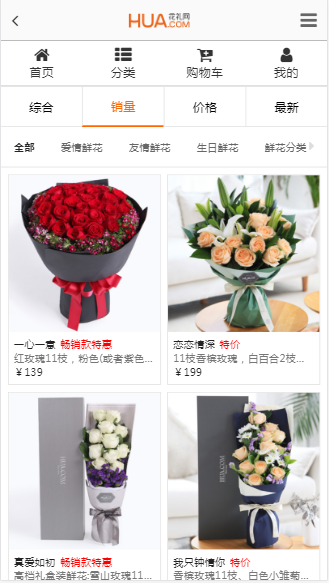 HUA 花礼网
.COM
首页 分类 购物车 我的
综合 销量 价格 最新
全部 爱情鲜花 友情鲜花 生日鲜花 鲜花分类
一心一意 畅销款特惠
红玫瑰11枝，粉色(或者紫色...
￥139
恋恋情深 特价
11枝香槟玫瑰，白百合2枝...
￥199
真爱如初 畅销款特惠
高档礼盒装鲜花:雪山玫瑰11...
我只钟情你 特价
香槟玫瑰11枝、白色小雏菊...